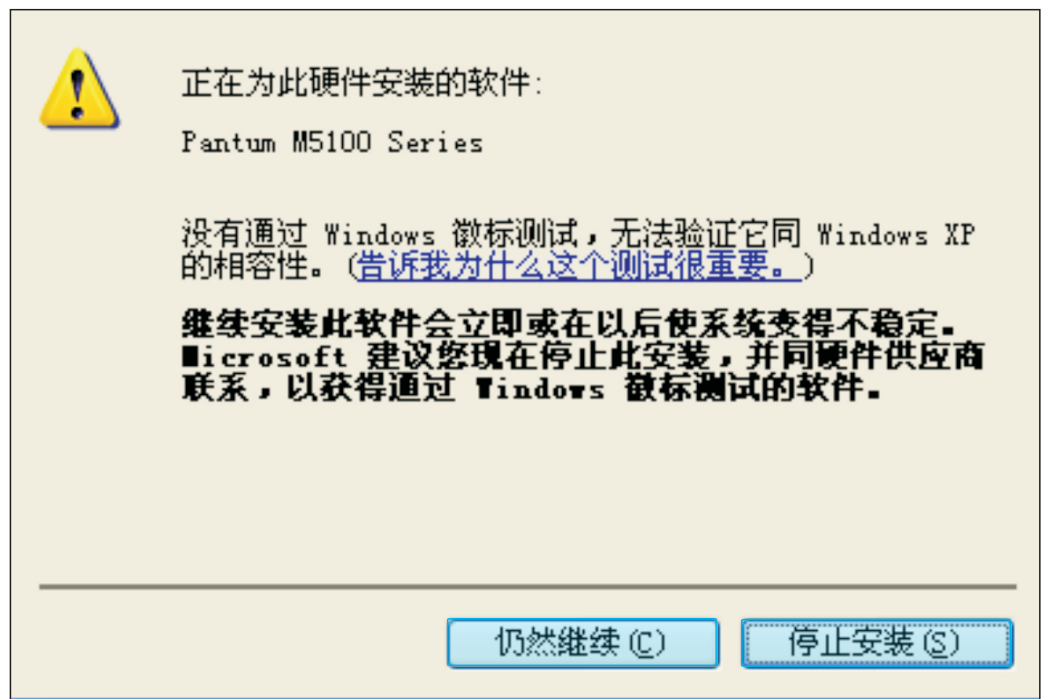 正在为此硬件安装的软件:
Pantum M5100 Series
没有通过 Windows 徽标测试，无法验证它同 Windows XP
的相容性。(告诉我为什么这个测试很重要。)
继续安装此软件会立即或在以后使系统变得不稳定。
Microsoft 建议您现在停止此安装，并同硬件供应商
联系，以获得通过 Windows 徽标测试的软件。
仍然继续(C) 停止安装(S)